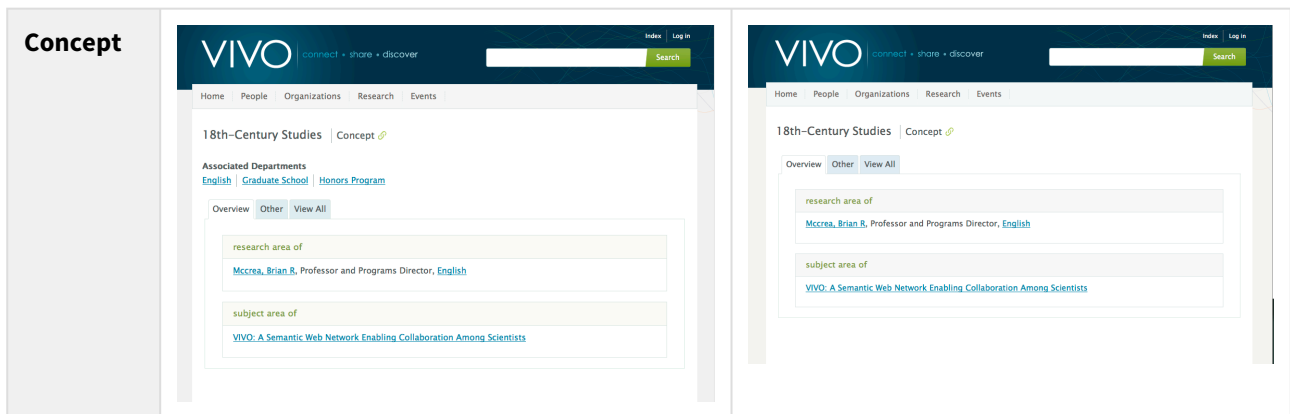 Concept
VIVO connect • share • discover
Index Log in
Search
Home People Organizations Research Events
18th-Century Studies Concept
Associated Departments
English Graduate School Honors Program
Overview Other View All
research area of
Mccrea, Brian R, Professor and Programs Director, English
subject area of
VIVO: A Semantic Web Network Enabling Collaboration Among Scientists
VIVO connect • share • discover
Index Log in
Search
Home People Organizations Research Events
18th-Century Studies Concept
Overview Other View All
research area of
Mccrea, Brian R, Professor and Programs Director, English
subject area of
VIVO: A Semantic Web Network Enabling Collaboration Among Scientists